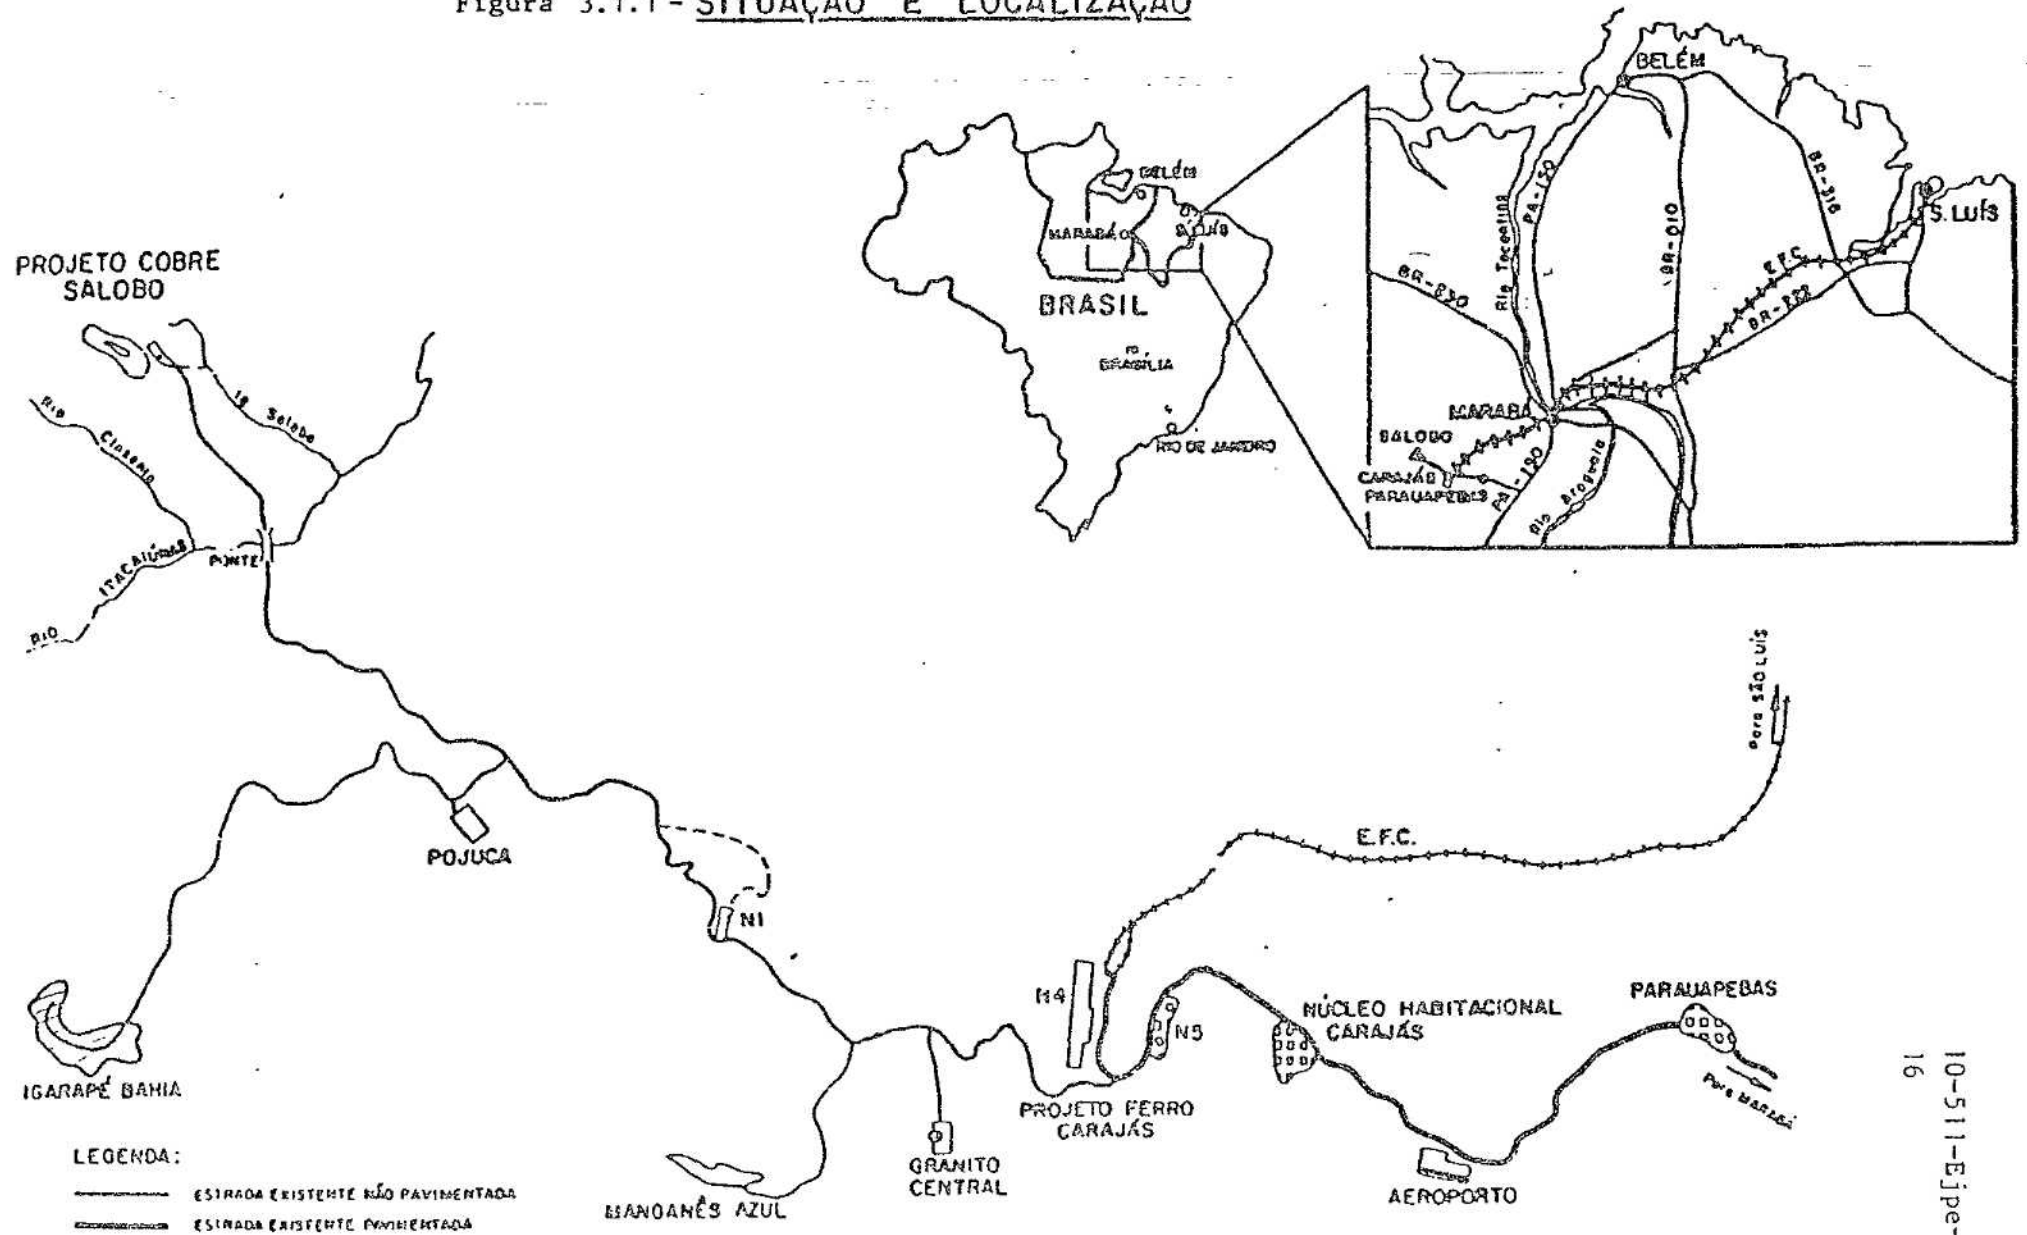 Figura 3.1.1 - SITUAÇÃO E LOCALIZAÇÃO
BELÉM
S. LUÍS
PA-150
BR-316
BR-010
Rio Tocantins
E.F.C.
BR-222
BR-230
MARABÁ
SALOBO
CARAJÁS
PARAUAPEBAS
PA-150
Rio Araguaia
BELÉM
MARABÁ
S. LUÍS
BRASIL
BRASÍLIA
RIO DE JANEIRO
PROJETO COBRE
SALOBO
Ig Salobo
Rio Cinzento
RIO ITACAIÚNAS
PONTE
POJUCA
N1
IGARAPÉ BAHIA
Para SÃO LUÍS
E.F.C.
N4
N5
NÚCLEO HABITACIONAL
CARAJÁS
PARAUAPEBAS
Para MARABÁ
PROJETO FERRO
CARAJÁS
GRANITO
CENTRAL
MANGANÊS AZUL
AEROPORTO
LEGENDA:
ESTRADA EXISTENTE NÃO PAVIMENTADA
ESTRADA EXISTENTE PAVIMENTADA
10-511-Ejpe-
16